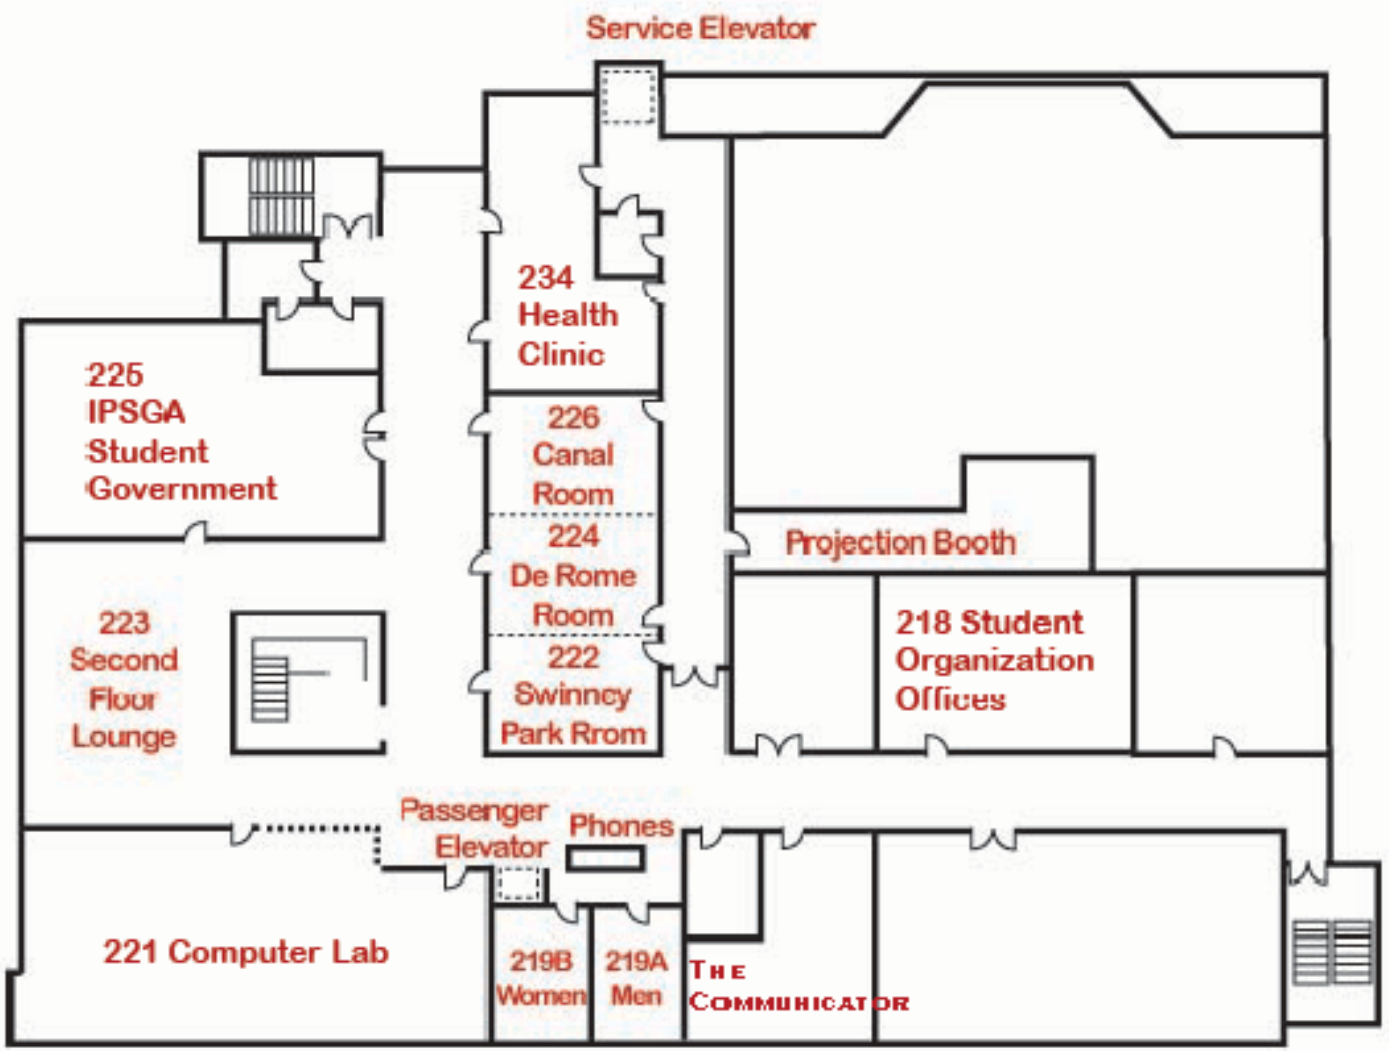 Service Elevator
234
Health
Clinic
225
IPSGA
Student
Government
226
Canal
Room
224
De Rome
Room
Projection Booth
223
Second
Floor
Lounge
218 Student
Organization
Offices
222
Swinney
Park Rrom
Passenger
Elevator
Phones
221 Computer Lab
219B
Women
219A
Men
THE
COMMUNICATOR